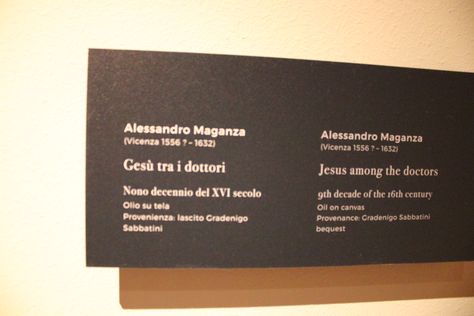 Alessandro Maganza
(Vicenza 1556 ? – 1632)
Gesù tra i dottori
Nono decennio del XVI secolo
Olio su tela
Provenienza: lascito Gradenigo
Sabbatini
Alessandro Maganza
(Vicenza 1556 ? – 1632)
Jesus among the doctors
9th decade of the 16th century
Oil on canvas
Provenance: Gradenigo Sabbatini
bequest